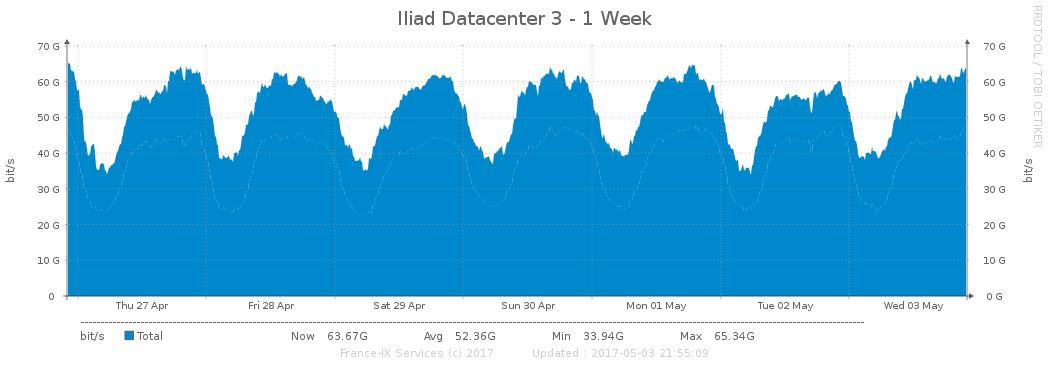 Iliad Datacenter 3 - 1 Week
RRDTOOL / TOBI OETIKER
70 G 70 G
60 G 60 G
50 G 50 G
40 G 40 G
30 G 30 G
20 G 20 G
10 G 10 G
0 0 G
bit/s bit/s
Thu 27 Apr Fri 28 Apr Sat 29 Apr Sun 30 Apr Mon 01 May Tue 02 May Wed 03 May
bit/s Total Now 63.67G Avg 52.36G Min 33.94G Max 65.34G
France-IX Services (c) 2017 Updated : 2017-05-03 21:55:09